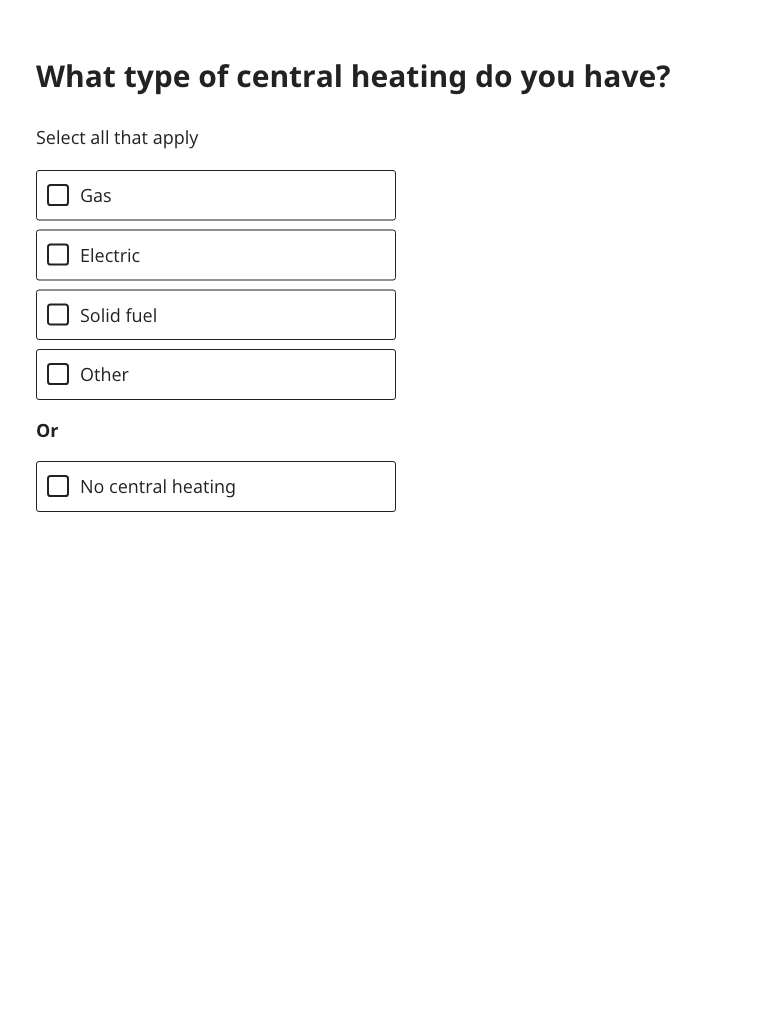 What type of central heating do you have?
Select all that apply
Gas
Electric
Solid fuel
Other
Or
No central heating